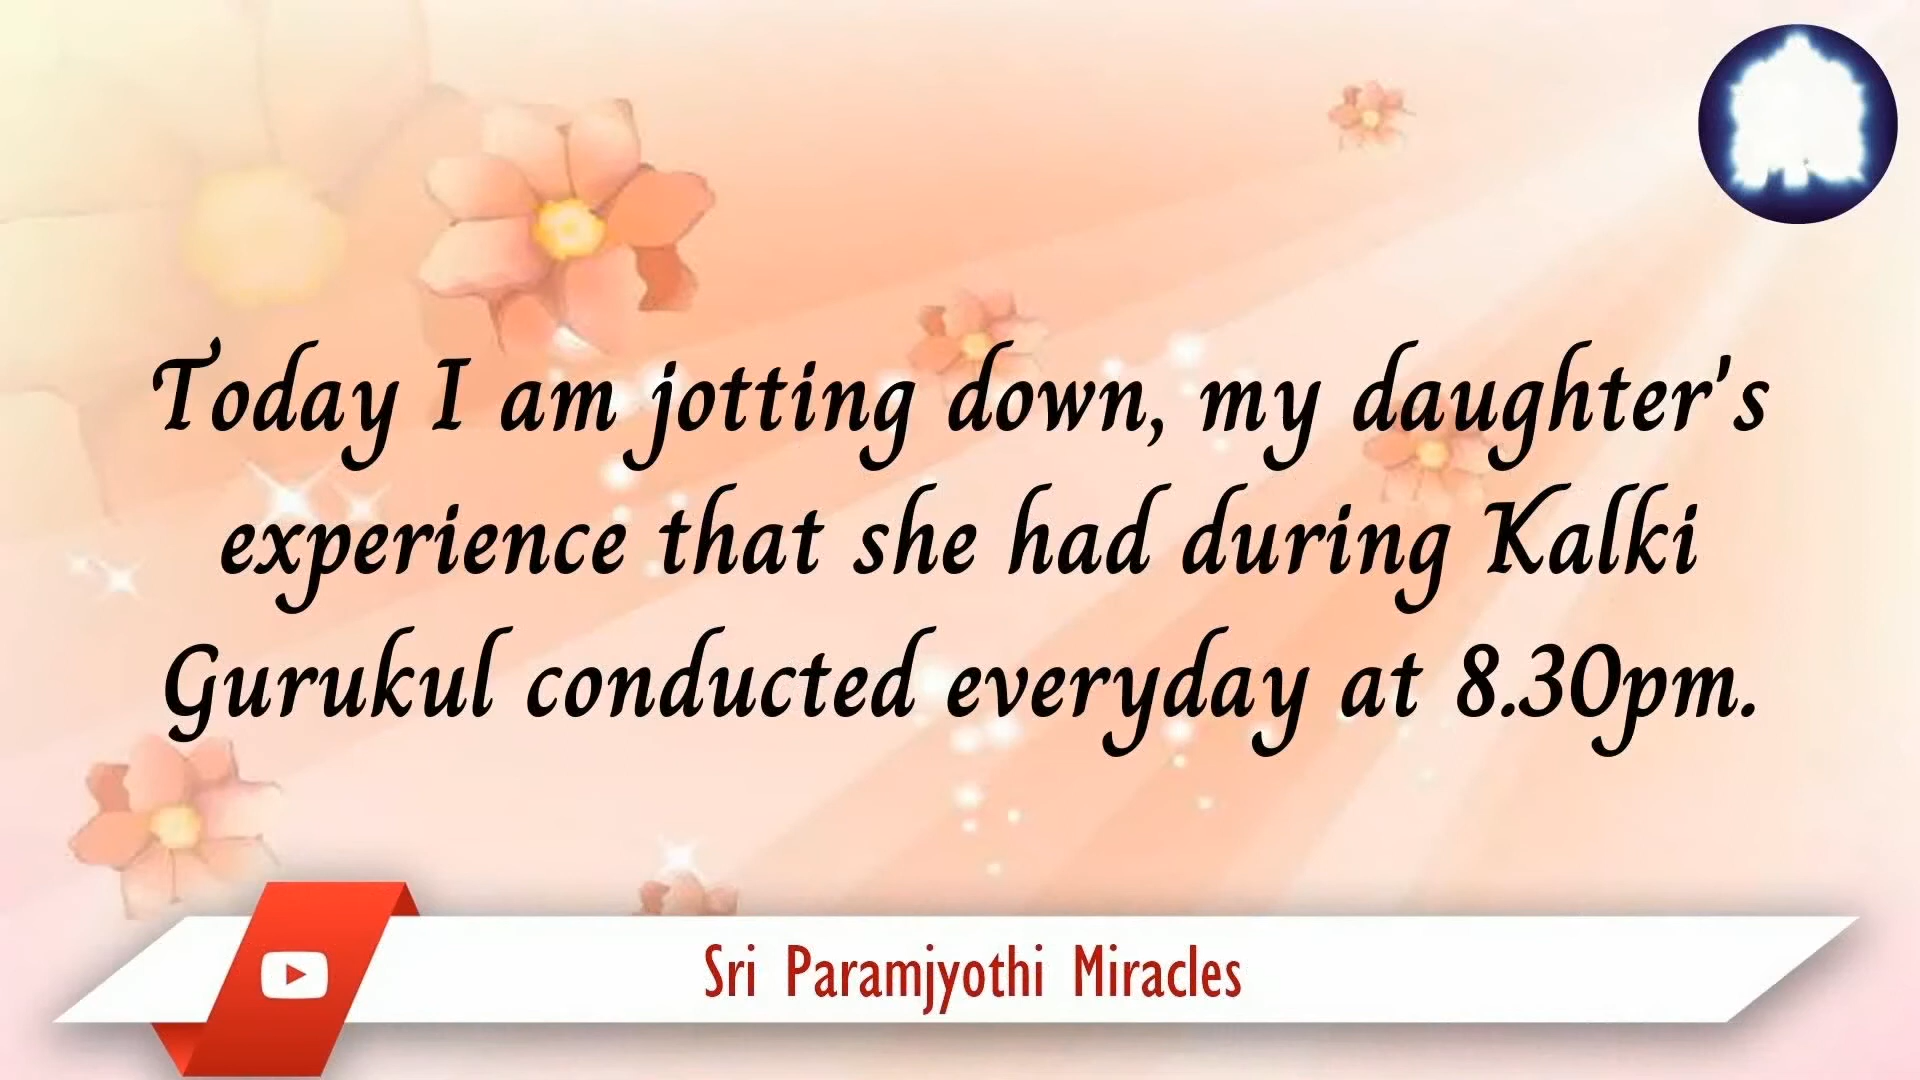 Today I am jotting down, my daughter's
experience that she had during Kalki
Gurukul conducted everyday at 8.30pm.
Sri Paramjyothi Miracles